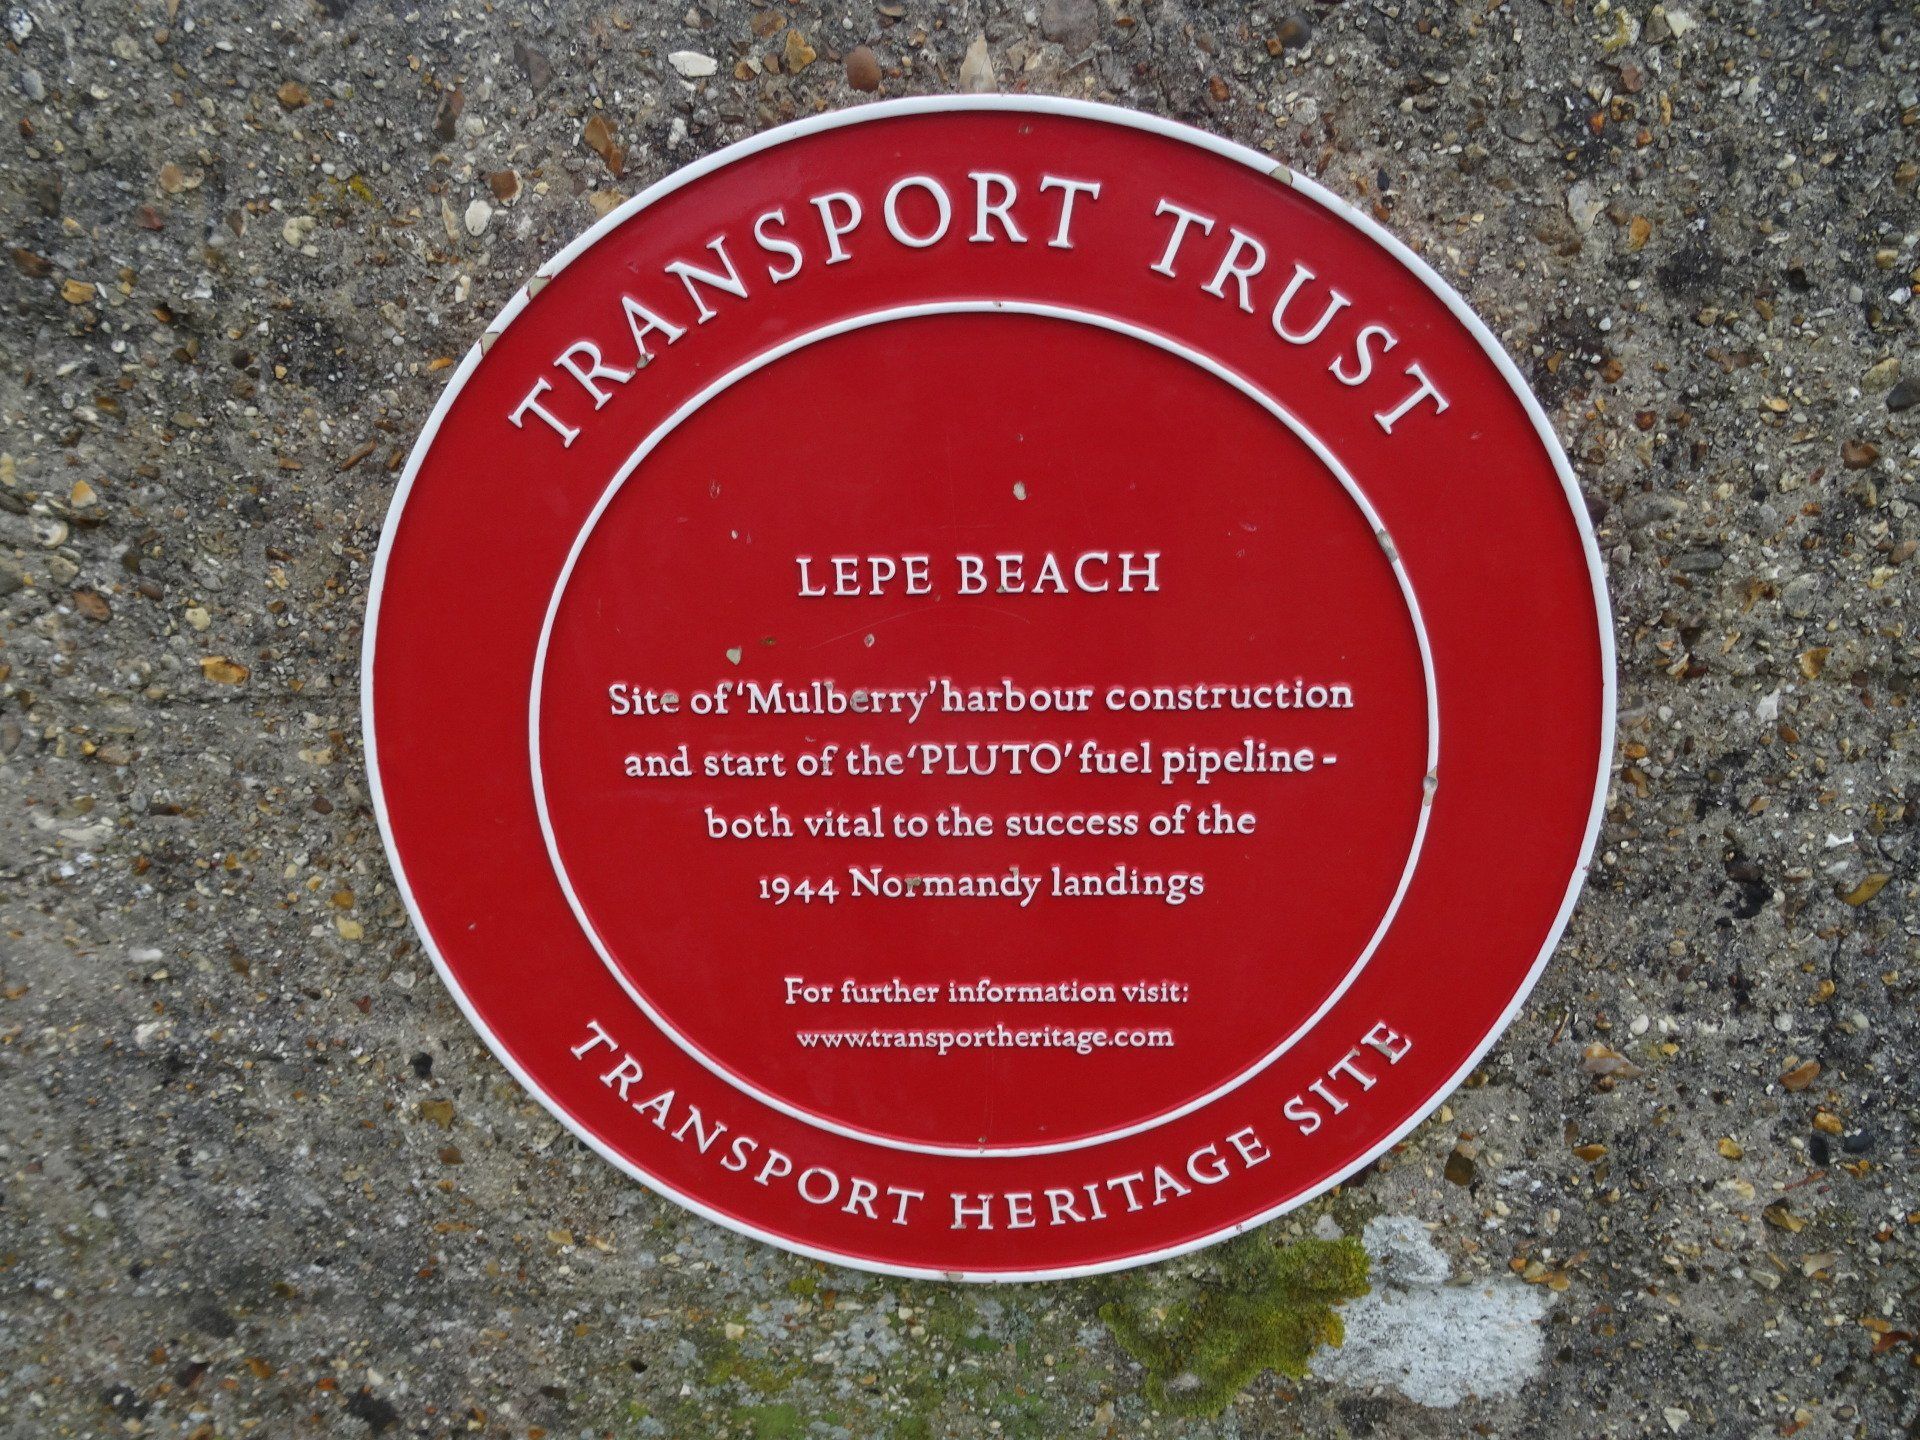 TRANSPORT TRUST
LEPE BEACH
Site of ‘Mulberry’ harbour construction
and start of the ‘PLUTO’ fuel pipeline -
both vital to the success of the
1944 Normandy landings
For further information visit:
www.transportheritage.com
TRANSPORT HERITAGE SITE